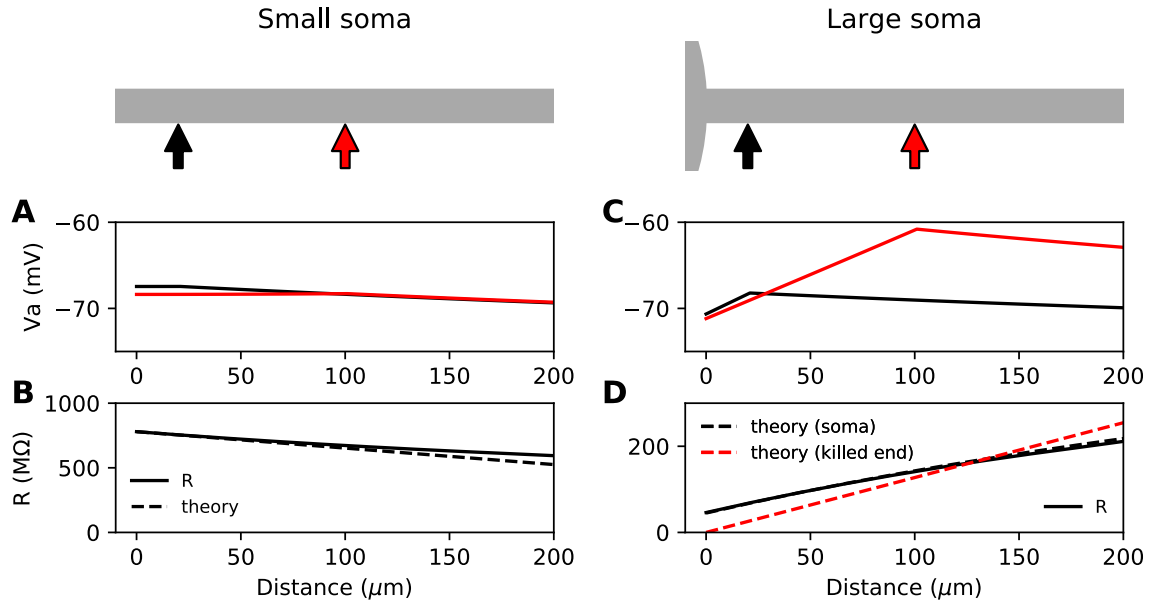 Small soma
Large soma
A
−60
−70
Va (mV)
0 50 100 150 200
C
−60
−70
0 50 100 150 200
B
1000
500
0
R (MΩ)
R
theory
0 50 100 150 200
Distance (μm)
D
200
0
theory (soma)
theory (killed end)
R
0 50 100 150 200
Distance (μm)